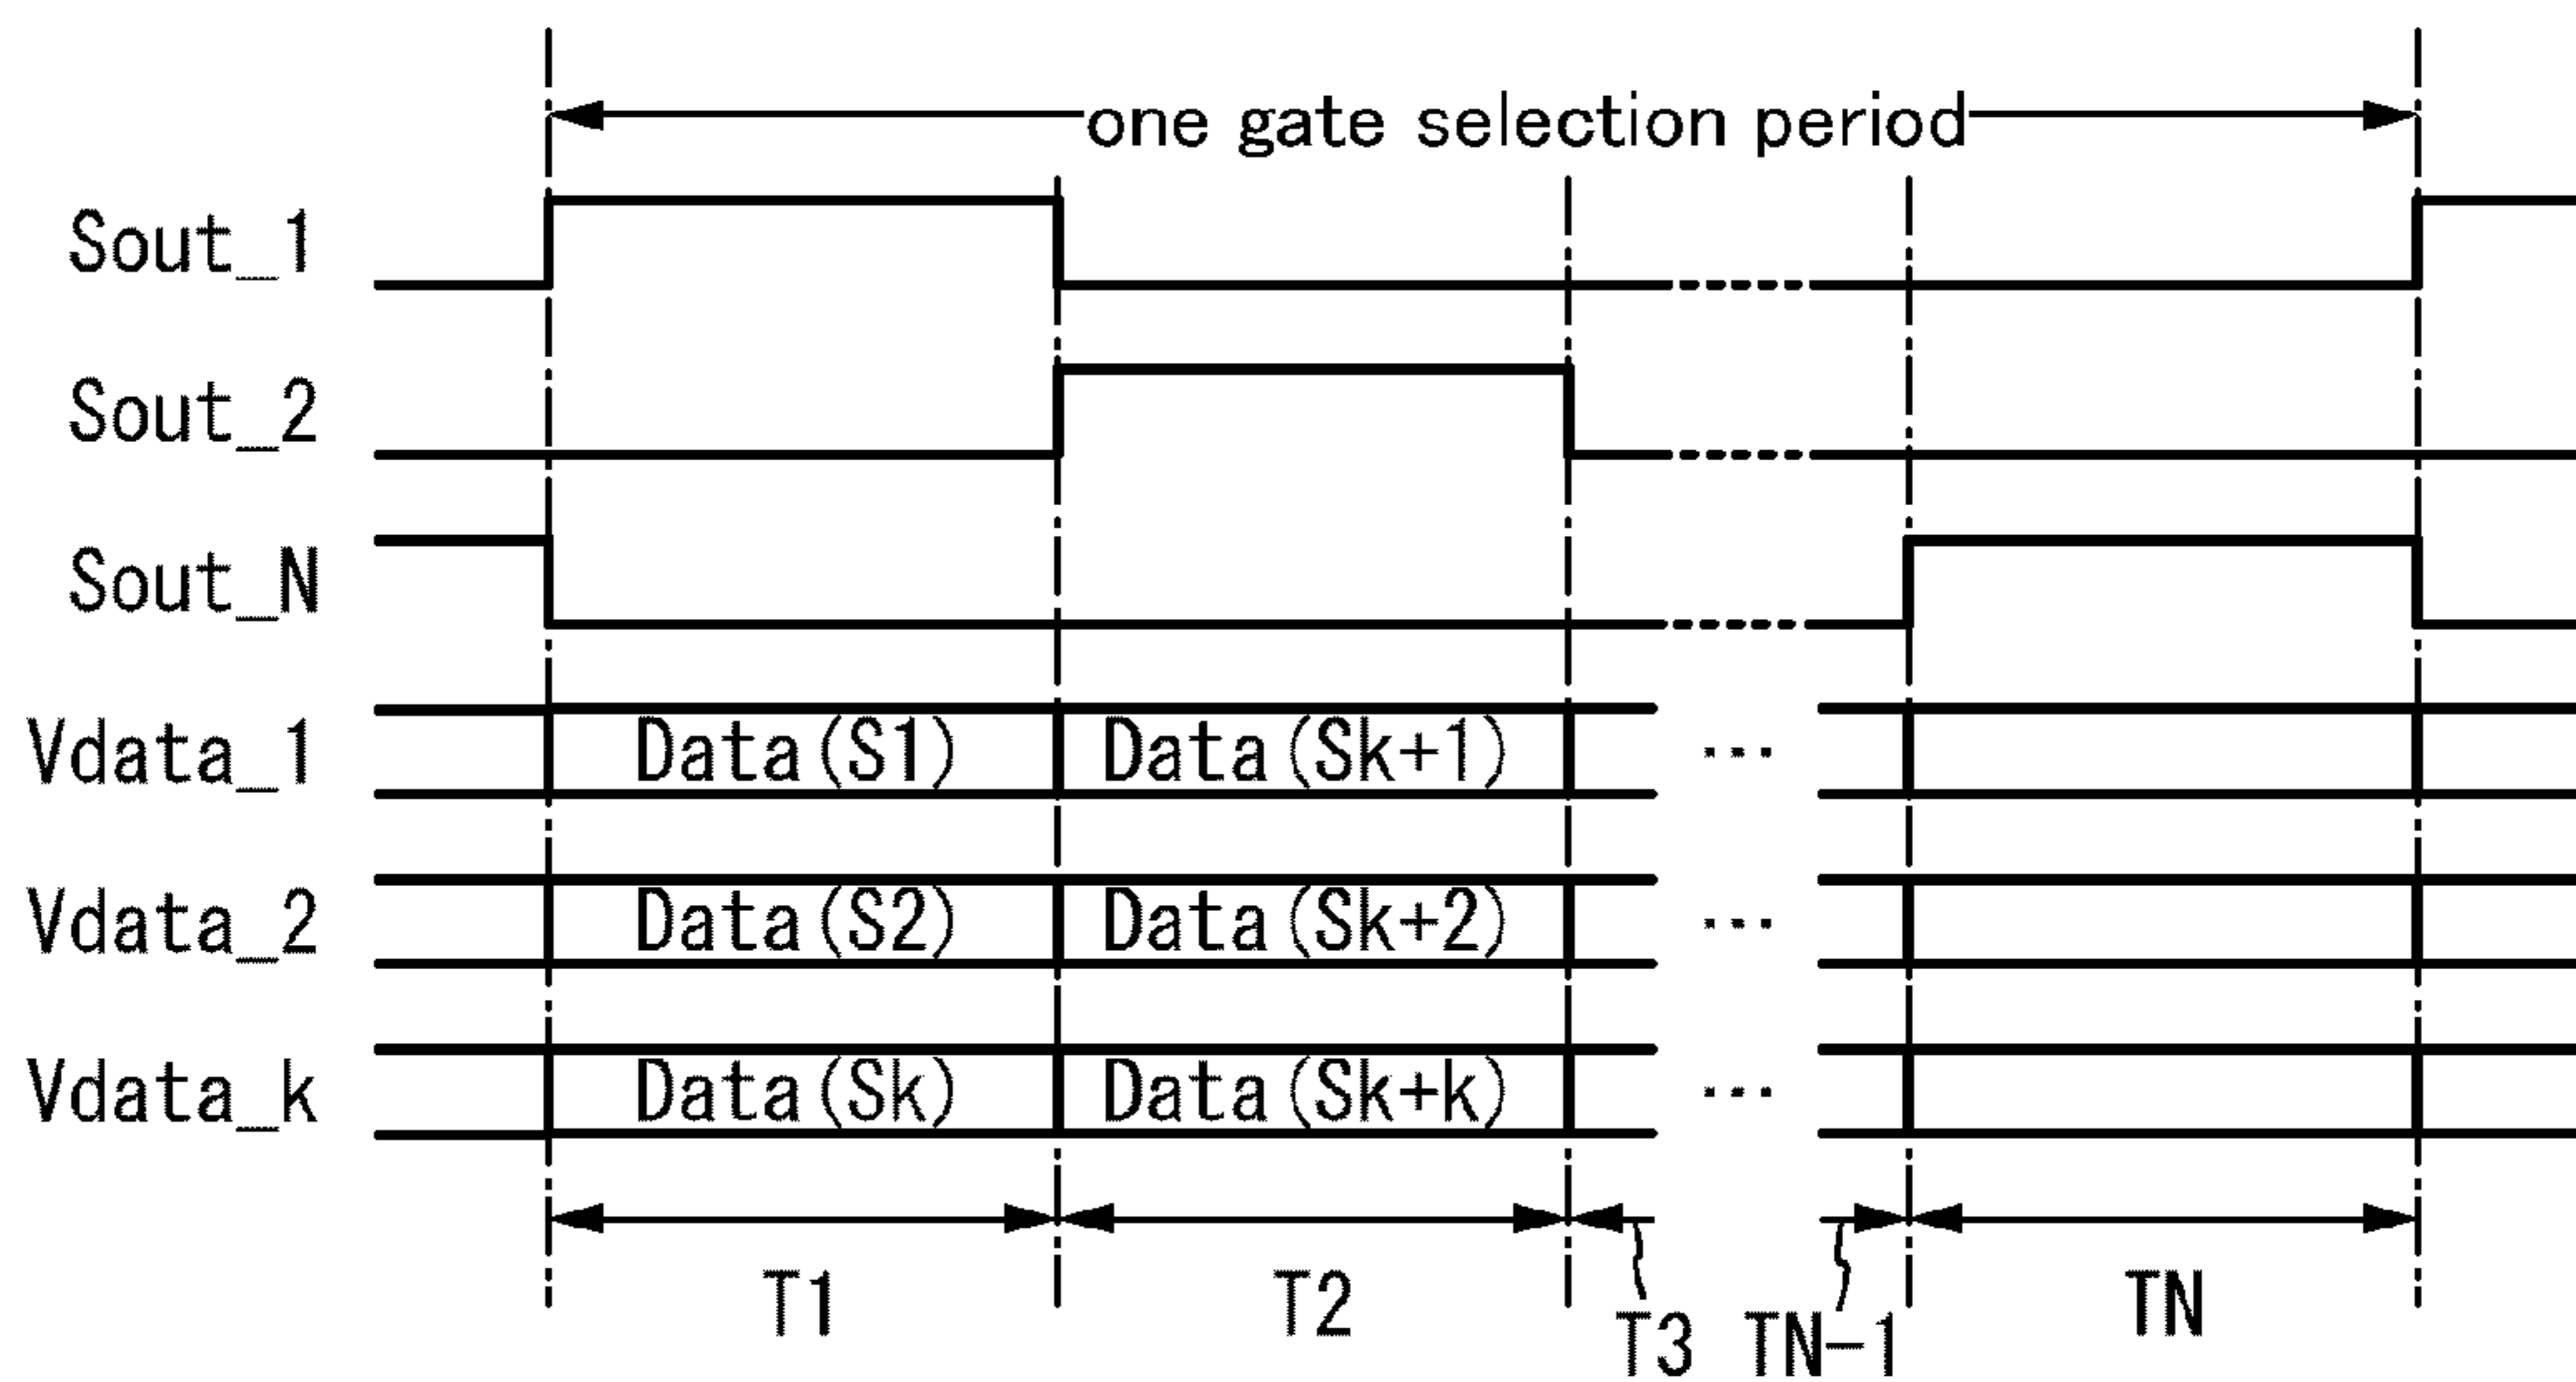 one gate selection period
Sout_1
Sout_2
Sout_N
Vdata_1 Data(S1) Data(Sk+1) ...
Vdata_2 Data(S2) Data(Sk+2) ...
Vdata_k Data(Sk) Data(Sk+k) ...
T1 T2 T3 TN-1 TN